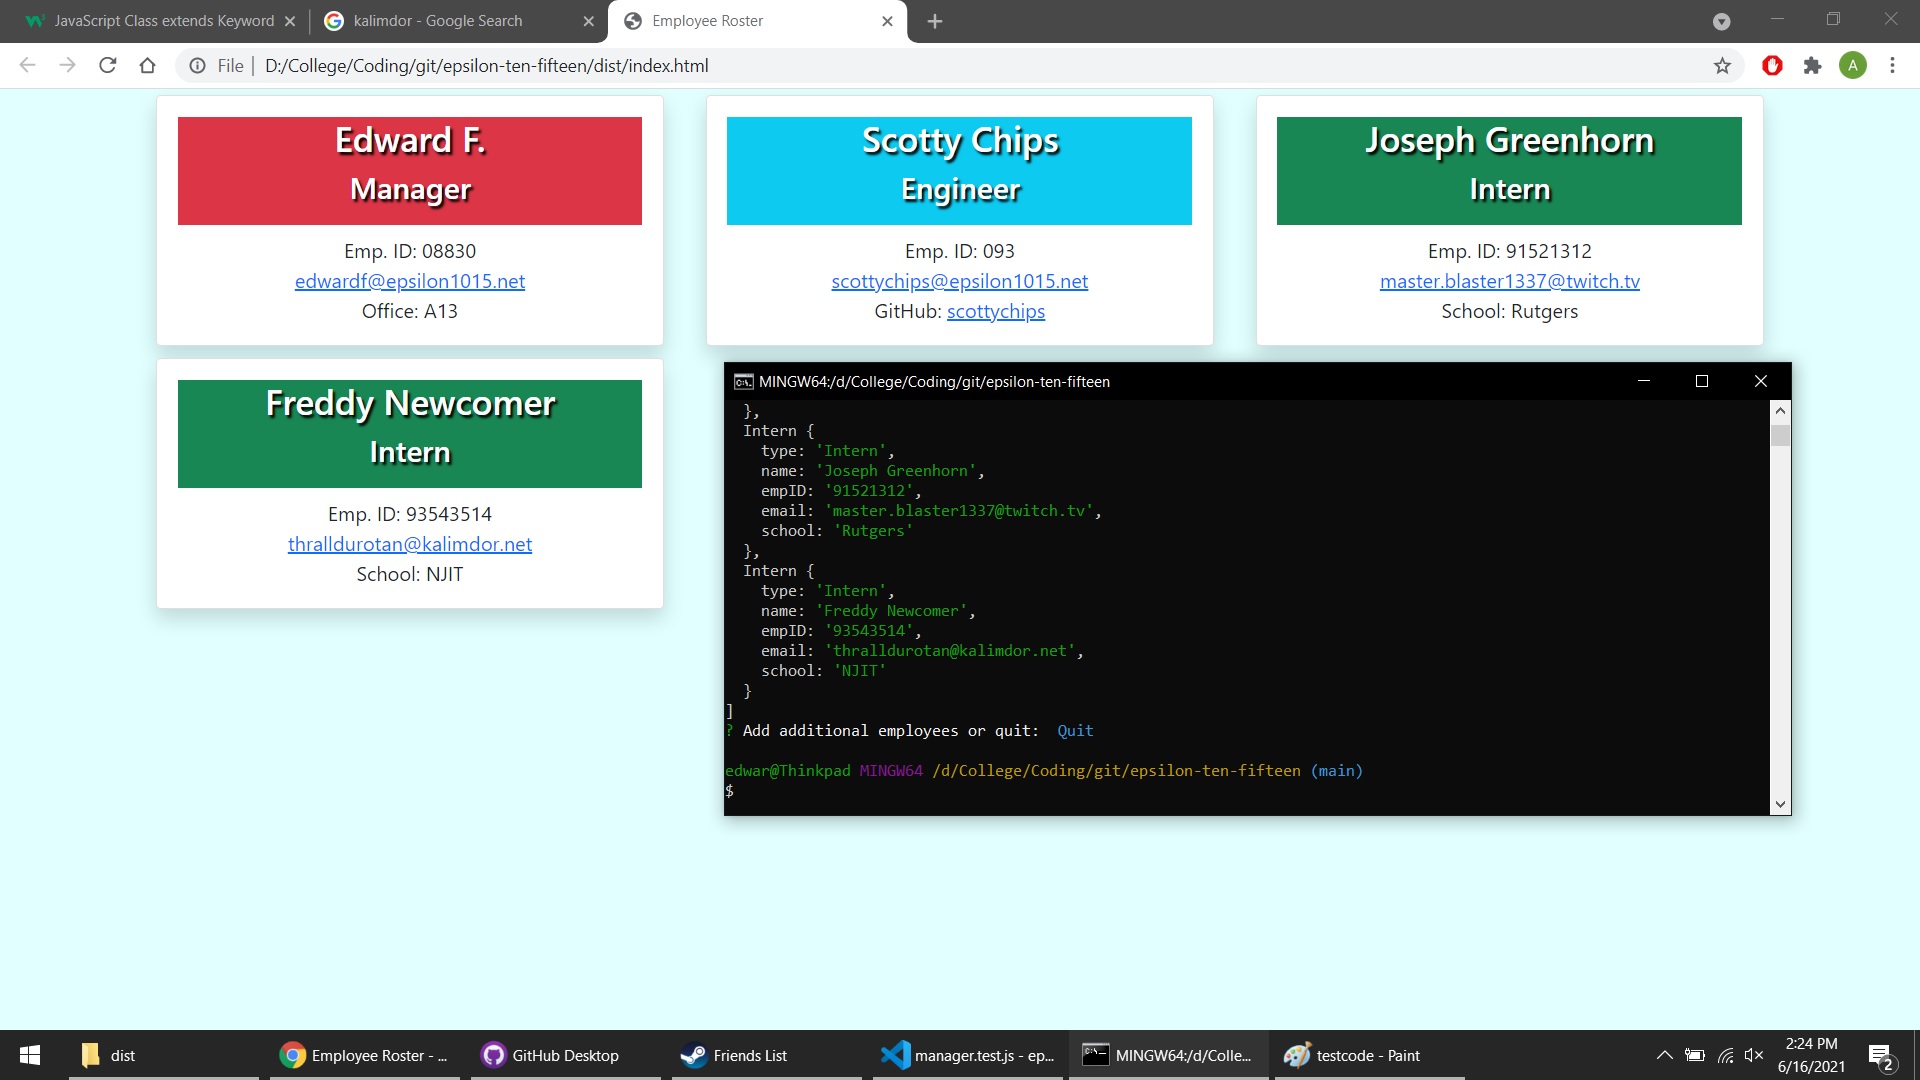 JavaScript Class extends Keyword
kalimdor - Google Search
Employee Roster
File | D:/College/Coding/git/epsilon-ten-fifteen/dist/index.html
A
Edward F.
Manager
Emp. ID: 08830
edwardf@epsilon1015.net
Office: A13
Scotty Chips
Engineer
Emp. ID: 093
scottychips@epsilon1015.net
GitHub: scottychips
Joseph Greenhorn
Intern
Emp. ID: 91521312
master.blaster1337@twitch.tv
School: Rutgers
Freddy Newcomer
Intern
Emp. ID: 93543514
thralldurotan@kalimdor.net
School: NJIT
MINGW64:/d/College/Coding/git/epsilon-ten-fifteen
},
Intern {
type: 'Intern',
name: 'Joseph Greenhorn',
empID: '91521312',
email: 'master.blaster1337@twitch.tv',
school: 'Rutgers'
},
Intern {
type: 'Intern',
name: 'Freddy Newcomer',
empID: '93543514',
email: 'thralldurotan@kalimdor.net',
school: 'NJIT'
}
]
? Add additional employees or quit: Quit
edwar@Thinkpad MINGW64 /d/College/Coding/git/epsilon-ten-fifteen (main)
$
dist
Employee Roster - ...
GitHub Desktop
Friends List
manager.test.js - ep...
MINGW64:/d/Colle...
testcode - Paint
2:24 PM
6/16/2021
2